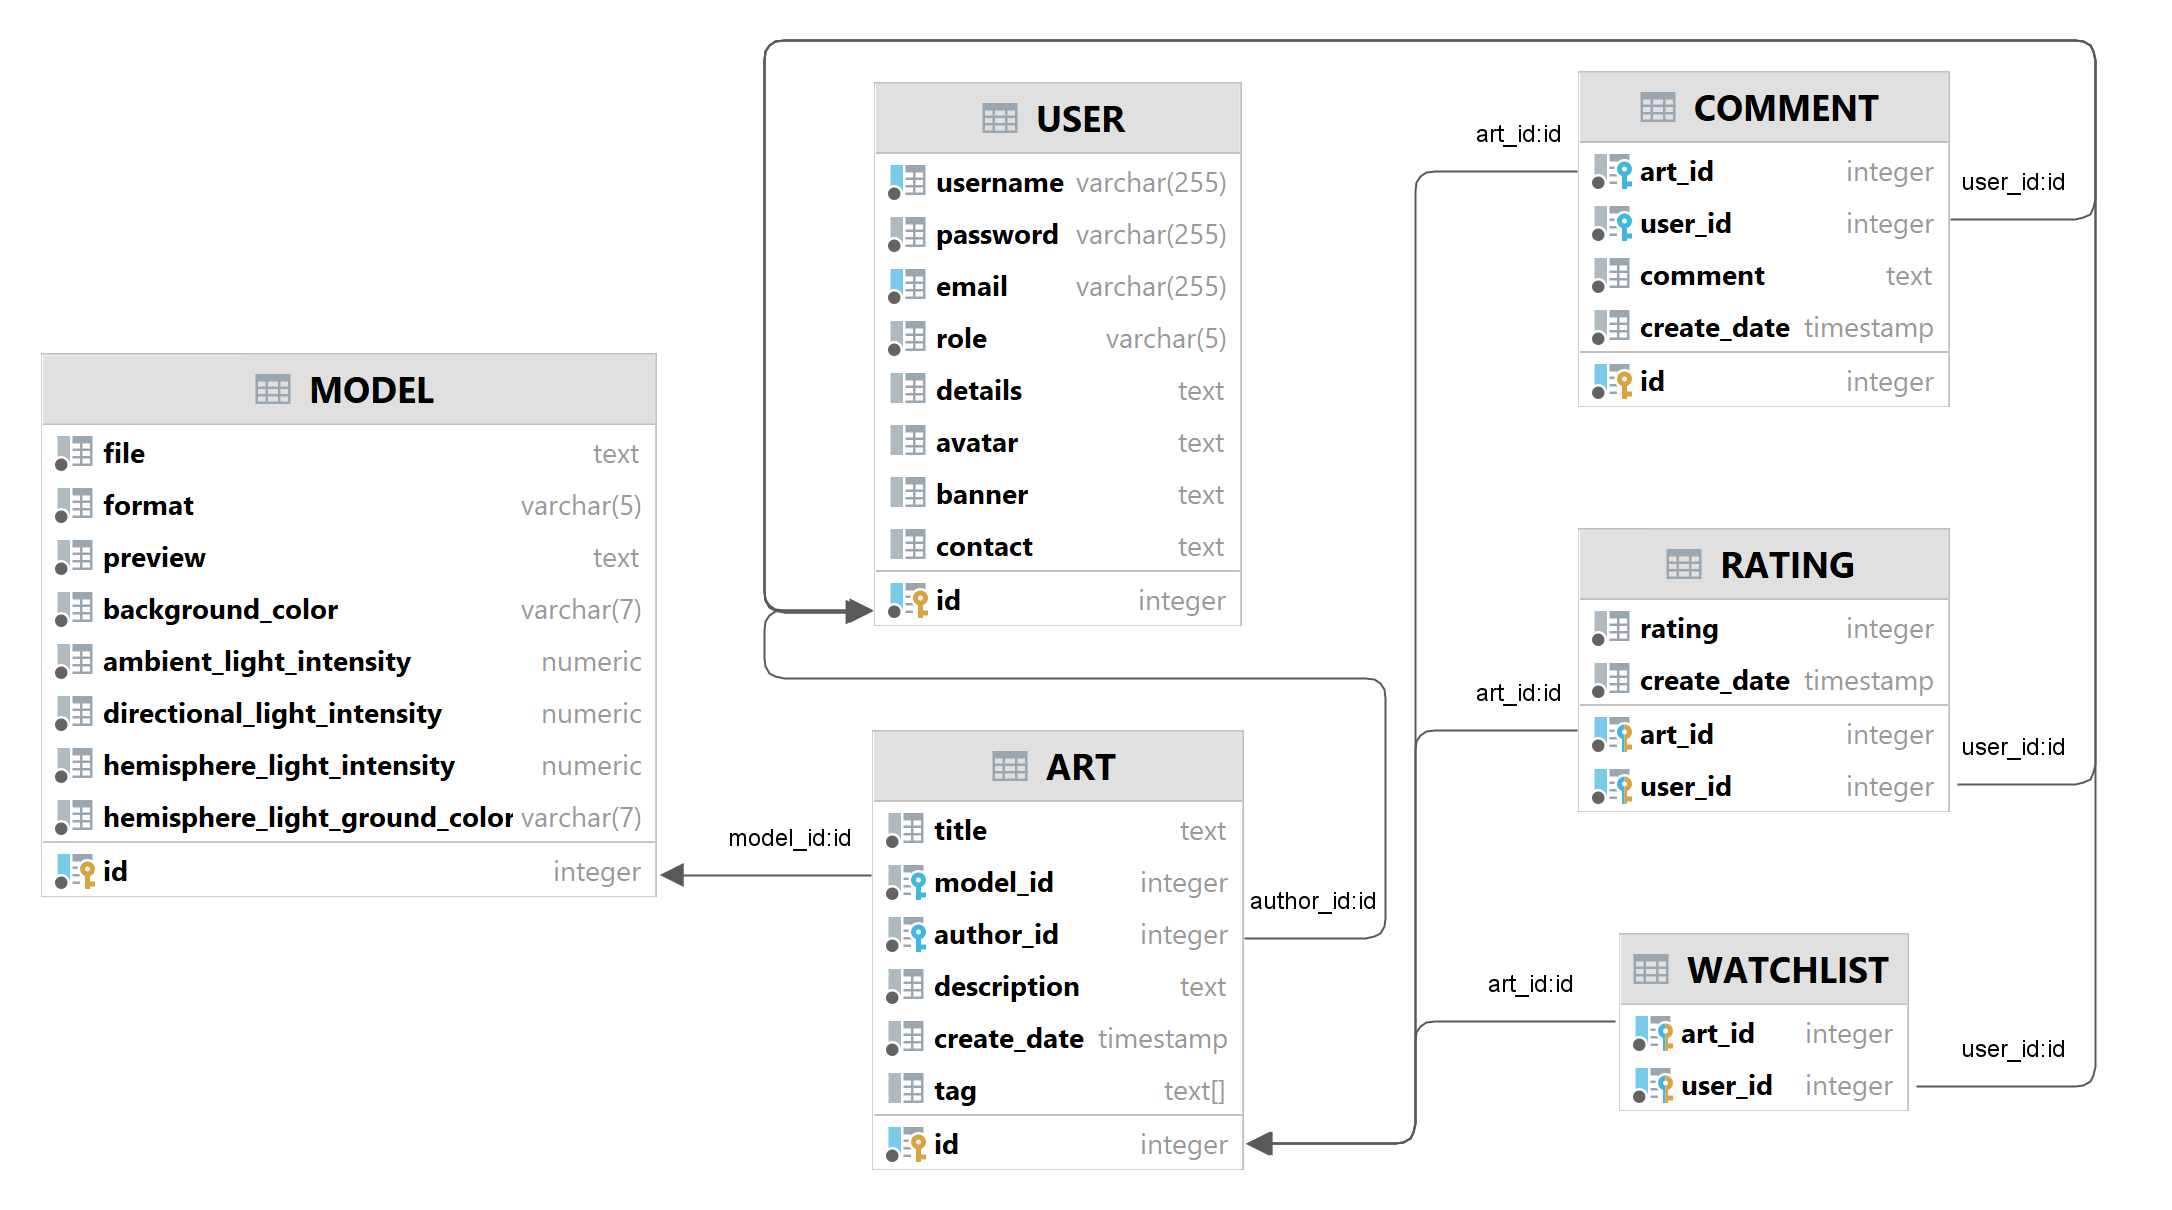 USER
username varchar(255)
password varchar(255)
email varchar(255)
role varchar(5)
details text
avatar text
banner text
contact text
id integer
COMMENT
art_id integer
user_id integer
comment text
create_date timestamp
id integer
art_id:id
user_id:id
MODEL
file text
format varchar(5)
preview text
background_color varchar(7)
ambient_light_intensity numeric
directional_light_intensity numeric
hemisphere_light_intensity numeric
hemisphere_light_ground_color varchar(7)
id integer
model_id:id
RATING
rating integer
create_date timestamp
art_id integer
user_id integer
art_id:id
user_id:id
ART
title text
model_id integer
author_id integer
description text
create_date timestamp
tag text[]
id integer
author_id:id
WATCHLIST
art_id integer
user_id integer
art_id:id
user_id:id